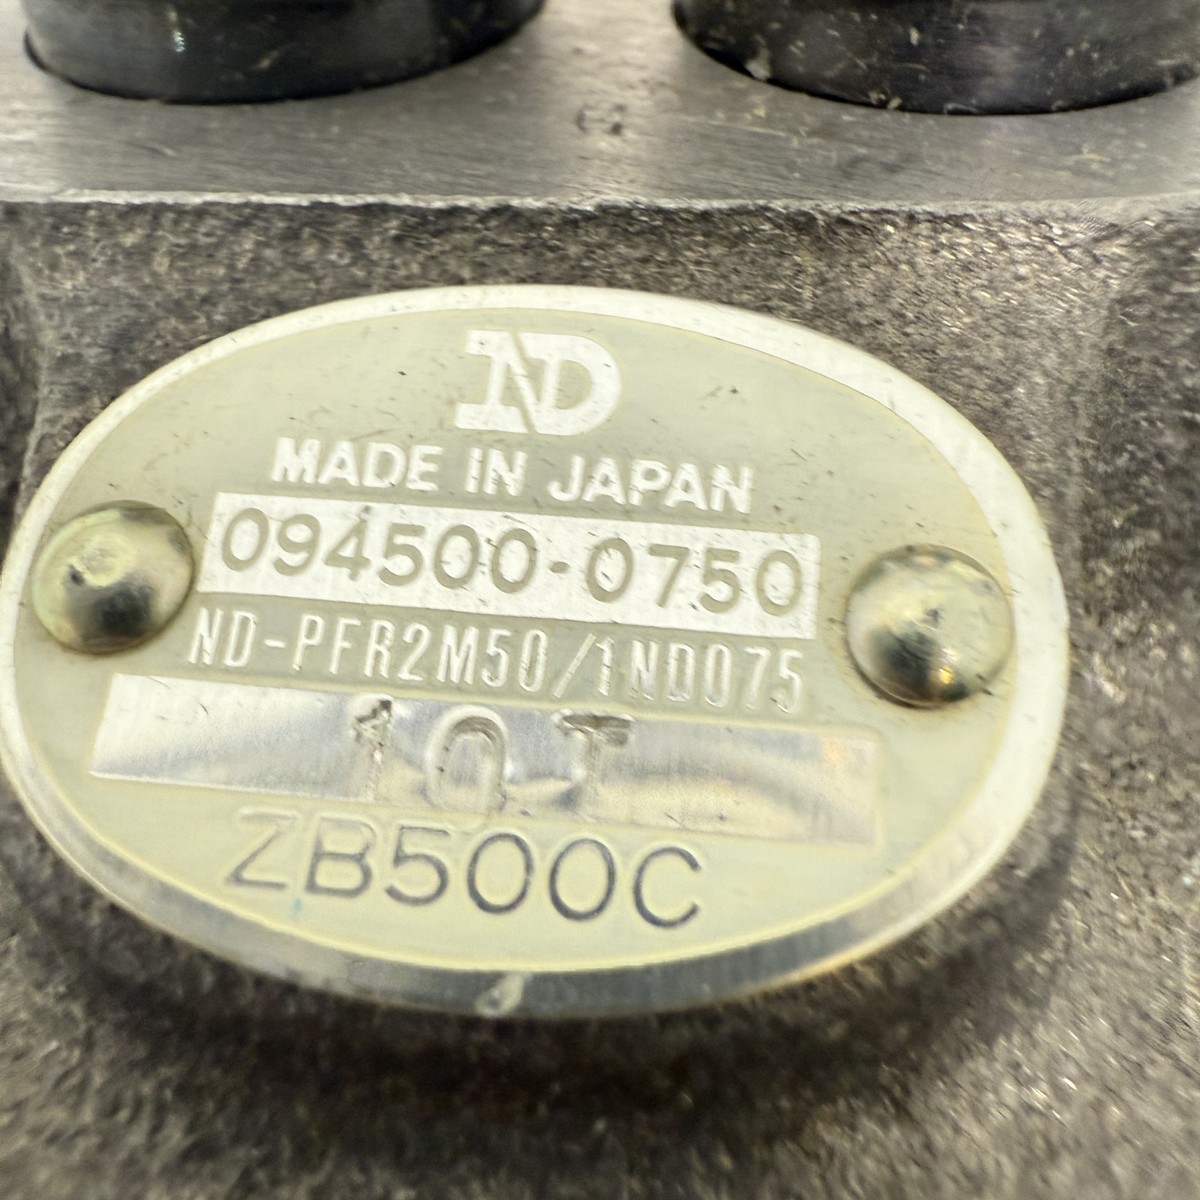 ND
MADE IN JAPAN
094500-0750
ND-PFR2M50/1ND075
10T
ZB500C